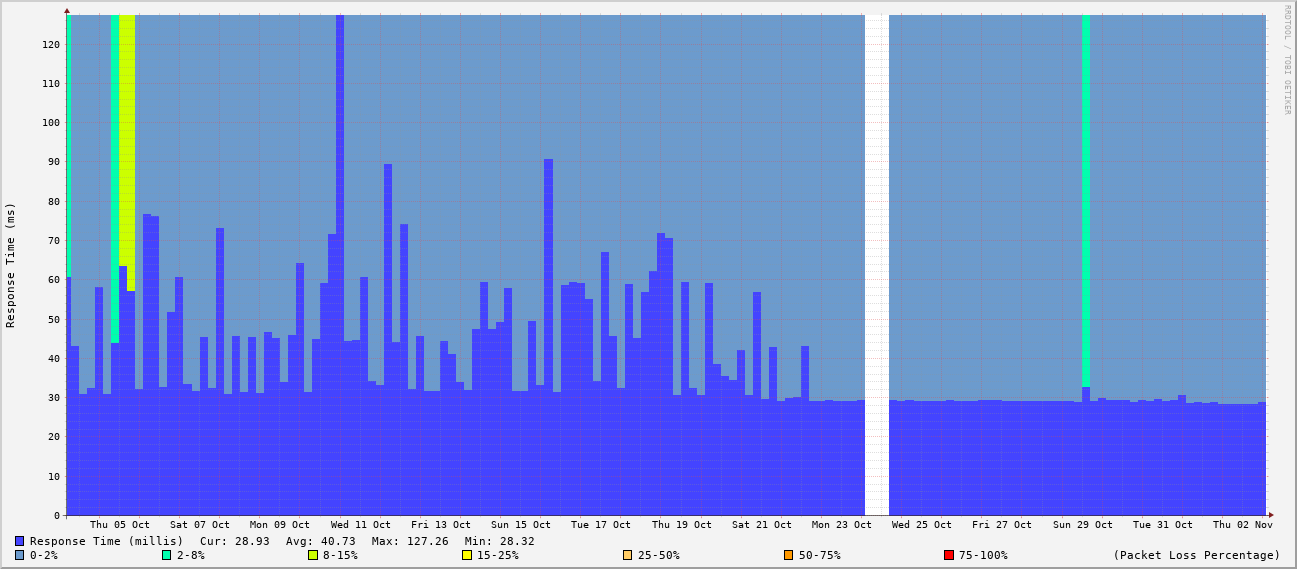 RRDTOOL / TOBI OETIKER
Response Time (ms)
120
110
100
90
80
70
60
50
40
30
20
10
0
Thu 05 Oct Sat 07 Oct Mon 09 Oct Wed 11 Oct Fri 13 Oct Sun 15 Oct Tue 17 Oct Thu 19 Oct Sat 21 Oct Mon 23 Oct Wed 25 Oct Fri 27 Oct Sun 29 Oct Tue 31 Oct Thu 02 Nov
Response Time (millis) Cur: 28.93 Avg: 40.73 Max: 127.26 Min: 28.32
0-2% 2-8% 8-15% 15-25% 25-50% 50-75% 75-100% (Packet Loss Percentage)